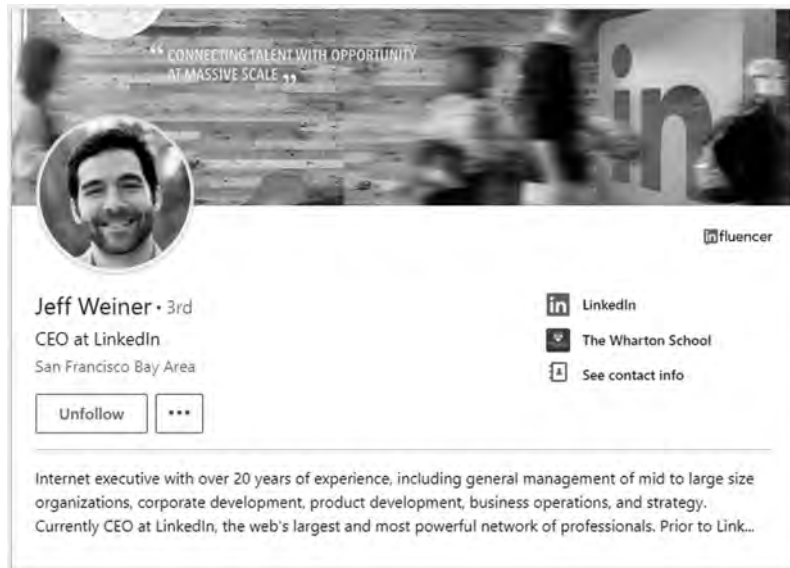 “ CONNECTING TALENT WITH OPPORTUNITY
AT MASSIVE SCALE ”
in
influencer
Jeff Weiner · 3rd
CEO at LinkedIn
San Francisco Bay Area
Unfollow
•••
in LinkedIn
The Wharton School
See contact info
Internet executive with over 20 years of experience, including general management of mid to large size
organizations, corporate development, product development, business operations, and strategy.
Currently CEO at LinkedIn, the web's largest and most powerful network of professionals. Prior to Link...